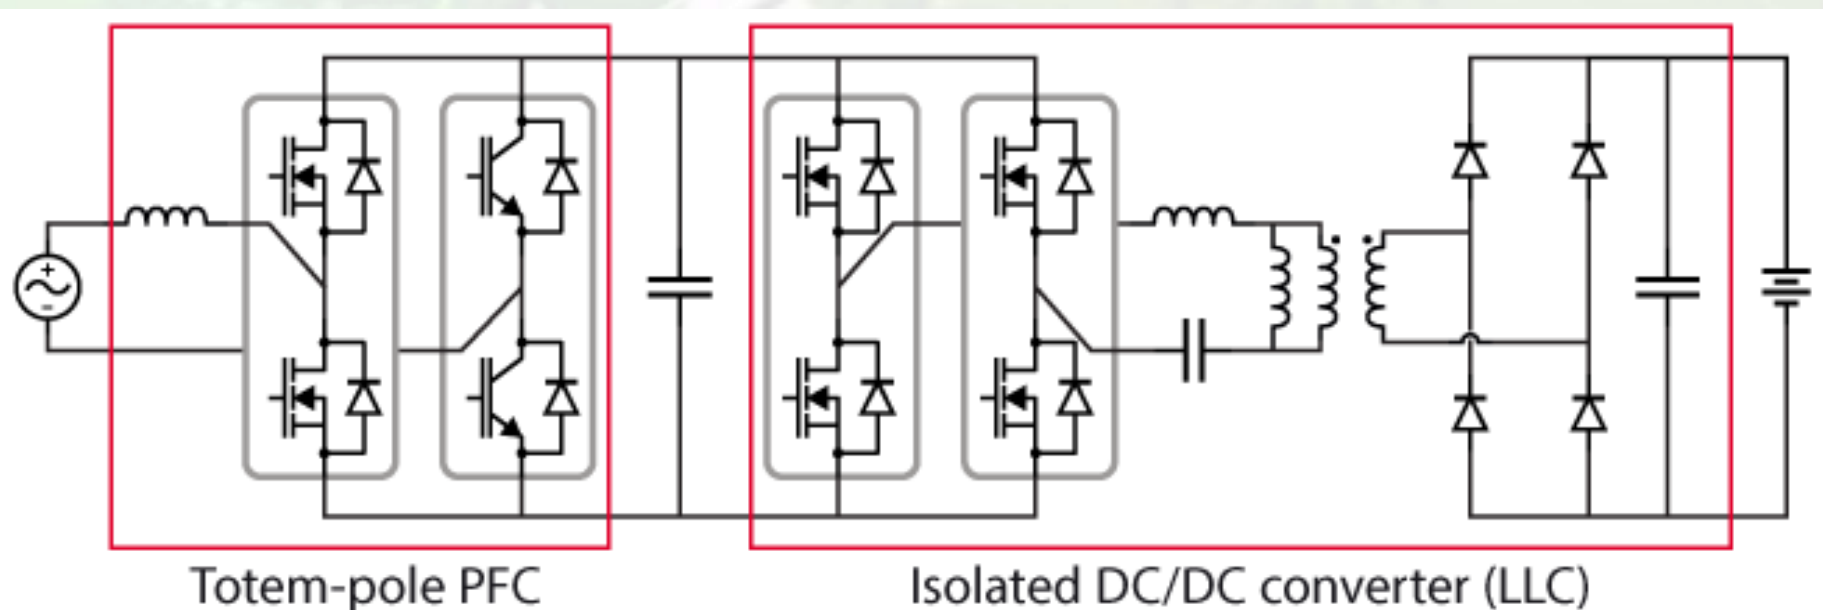 Totem-pole PFC
Isolated DC/DC converter (LLC)